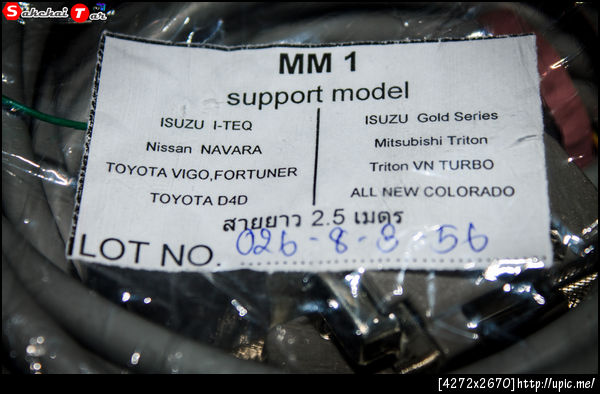 Sakchai Tar
MM 1
support model
ISUZU I-TEQ
Nissan NAVARA
TOYOTA VIGO,FORTUNER
TOYOTA D4D
ISUZU Gold Series
Mitsubishi Triton
Triton VN TURBO
ALL NEW COLORADO
สายยาว 2.5 เมตร
LOT NO. 026-8-3-56
[4272x2670]http://upic.me/